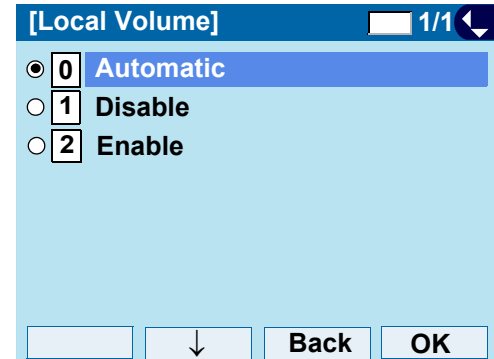 [Local Volume] 1/1
0 Automatic
1 Disable
2 Enable
↓ Back OK